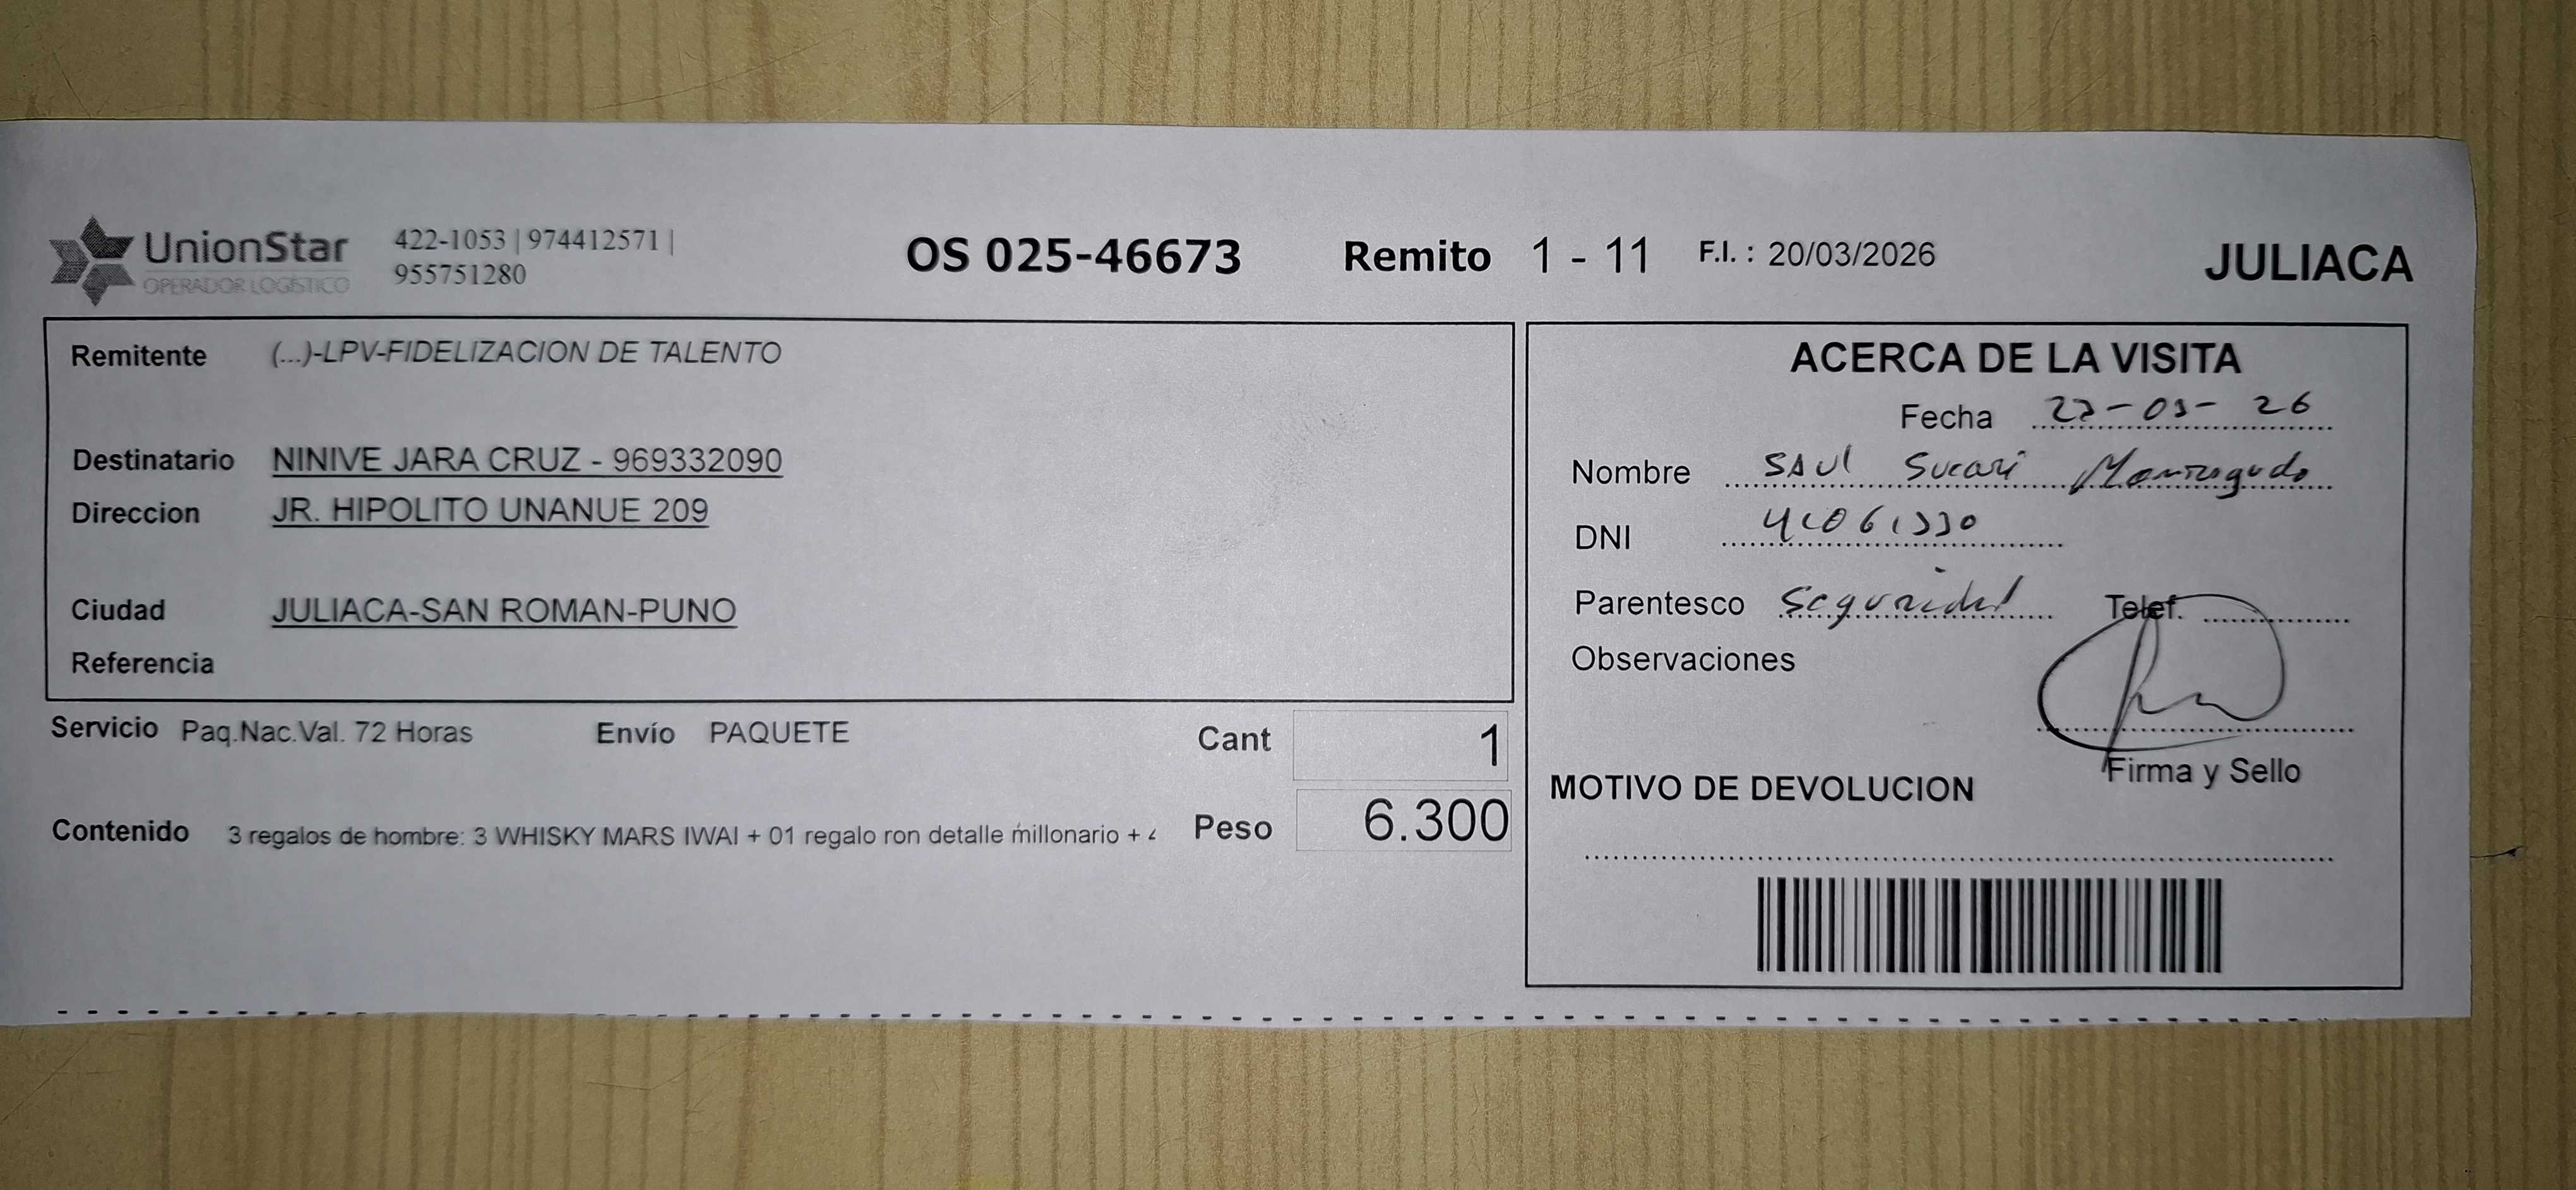 UnionStar
OPERADOR LOGISTICO
422-1053 | 974412571 |
955751280
OS 025-46673
Remito 1 - 11
F.I. : 20/03/2026
JULIACA
Remitente (...)-LPV-FIDELIZACION DE TALENTO
Destinatario NINIVE JARA CRUZ - 969332090
Direccion JR. HIPOLITO UNANUE 209
Ciudad JULIACA-SAN ROMAN-PUNO
Referencia
Servicio Paq.Nac.Val. 72 Horas Envío PAQUETE
Cant 1
Contenido 3 regalos de hombre: 3 WHISKY MARS IWAI + 01 regalo ron detalle millonario +
Peso 6.300
ACERCA DE LA VISITA
Fecha
Nombre SAUL Sucari
DNI
Parentesco Seguridad Telef.
Observaciones
Firma y Sello
MOTIVO DE DEVOLUCION